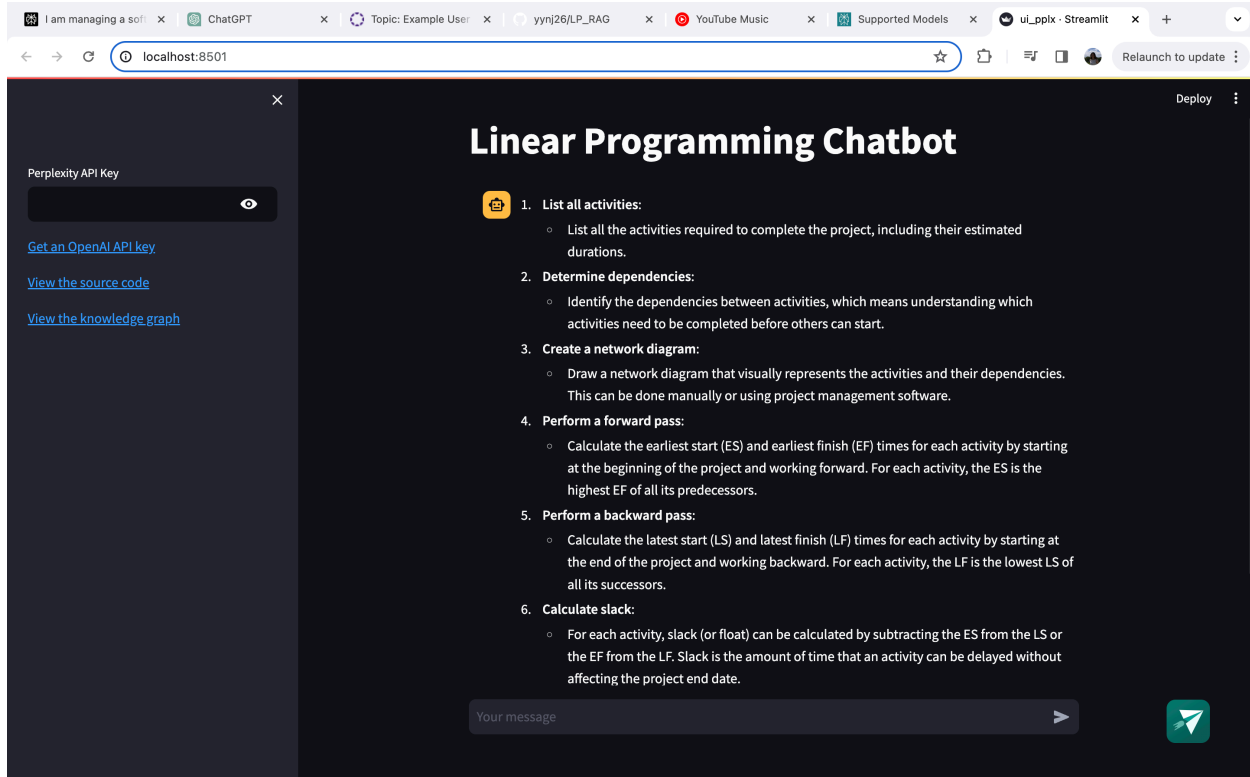 I am managing a soft
ChatGPT
Topic: Example User
yynj26/LP_RAG
YouTube Music
Supported Models
ui_pplx · Streamlit
localhost:8501
Relaunch to update
Deploy
Perplexity API Key
Get an OpenAI API key
View the source code
View the knowledge graph
Linear Programming Chatbot
1. List all activities:
List all the activities required to complete the project, including their estimated
durations.
2. Determine dependencies:
Identify the dependencies between activities, which means understanding which
activities need to be completed before others can start.
3. Create a network diagram:
Draw a network diagram that visually represents the activities and their dependencies.
This can be done manually or using project management software.
4. Perform a forward pass:
Calculate the earliest start (ES) and earliest finish (EF) times for each activity by starting
at the beginning of the project and working forward. For each activity, the ES is the
highest EF of all its predecessors.
5. Perform a backward pass:
Calculate the latest start (LS) and latest finish (LF) times for each activity by starting at
the end of the project and working backward. For each activity, the LF is the lowest LS of
all its successors.
6. Calculate slack:
For each activity, slack (or float) can be calculated by subtracting the ES from the LS or
the EF from the LF. Slack is the amount of time that an activity can be delayed without
affecting the project end date.
Your message